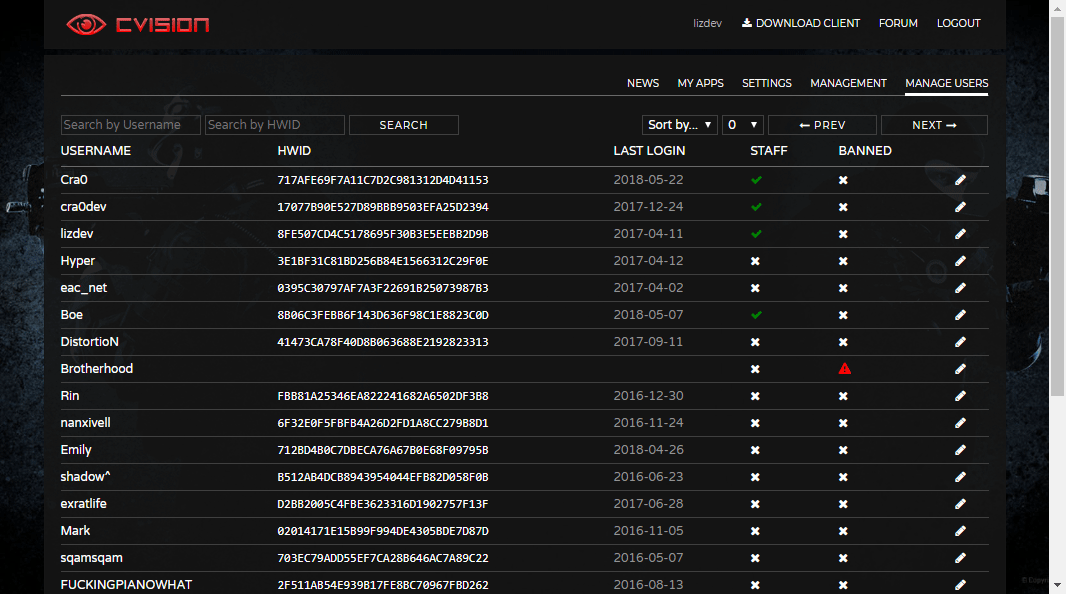 CVISION lizdev DOWNLOAD CLIENT FORUM LOGOUT
NEWS MY APPS SETTINGS MANAGEMENT MANAGE USERS
Search by Username Search by HWID SEARCH Sort by... 0 PREV NEXT
USERNAME HWID LAST LOGIN STAFF BANNED
Cra0 717AFE69F7A11C7D2C981312D4D41153 2018-05-22
cra0dev 17077B90E527D89BBB9503EFA25D2394 2017-12-24
lizdev 8FE507CD4C5178695F30B3E5EEBB2D9B 2017-04-11
Hyper 3E1BF31C81BD256B84E1566312C29F0E 2017-04-12
eac_net 0395C30797AF7A3F22691B25073987B3 2017-04-02
Boe 8B06C3FEBB6F143D636F98C1E8823C0D 2018-05-07
DistortioN 41473CA78F40D8B063688E2192823313 2017-09-11
Brotherhood
Rin FBB81A25346EA822241682A6502DF3B8 2016-12-30
nanxivell 6F32E0F5FBFB4A26D2FD1A8CC279B8D1 2016-11-24
Emily 712BD4B0C7DBECA76A67B0E68F09795B 2018-04-26
shadow^ B512AB4DCB8943954044EFB82D058F0B 2016-06-23
exratlife D2BB2005C4FBE3623316D1902757F13F 2017-06-28
Mark 02014171E15B99F994DE4305BDE7D87D 2016-11-05
sqamsqam 703EC79ADD55EF7CA28B646AC7A89C22 2016-05-07
FUCKINGPIANOWHAT 2F511AB54E939B17FE8BC70967FBD262 2016-08-13